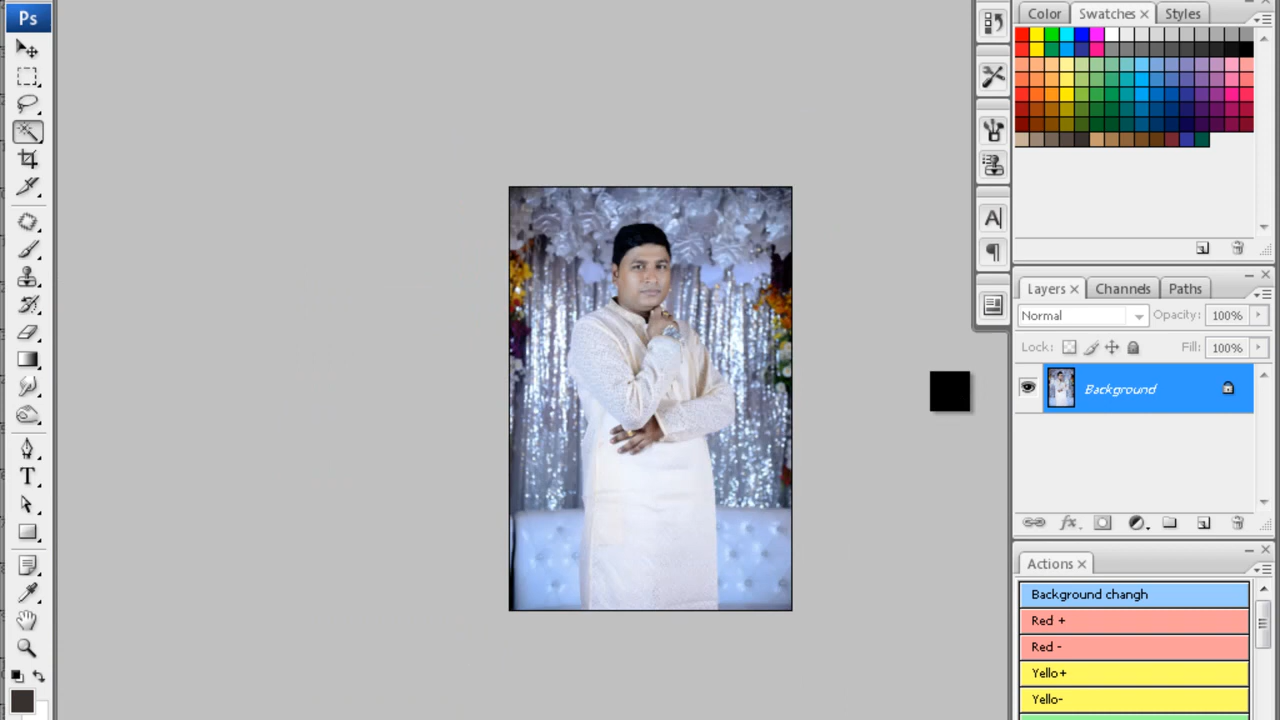 Ps
Color
Swatches
Styles
A
T
Layers
Channels
Paths
Normal
Opacity:
100%
Lock:
Fill:
100%
Background
fx
Actions
Background changh
Red +
Red -
Yello+
Yello-